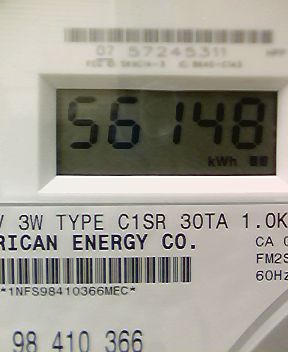 07 57245311
56148
kWh
V 3W TYPE C1SR 30TA 1.0K
RICAN ENERGY CO. CA
FM2S
60Hz
*1NFS98410366MEC*
98 410 366